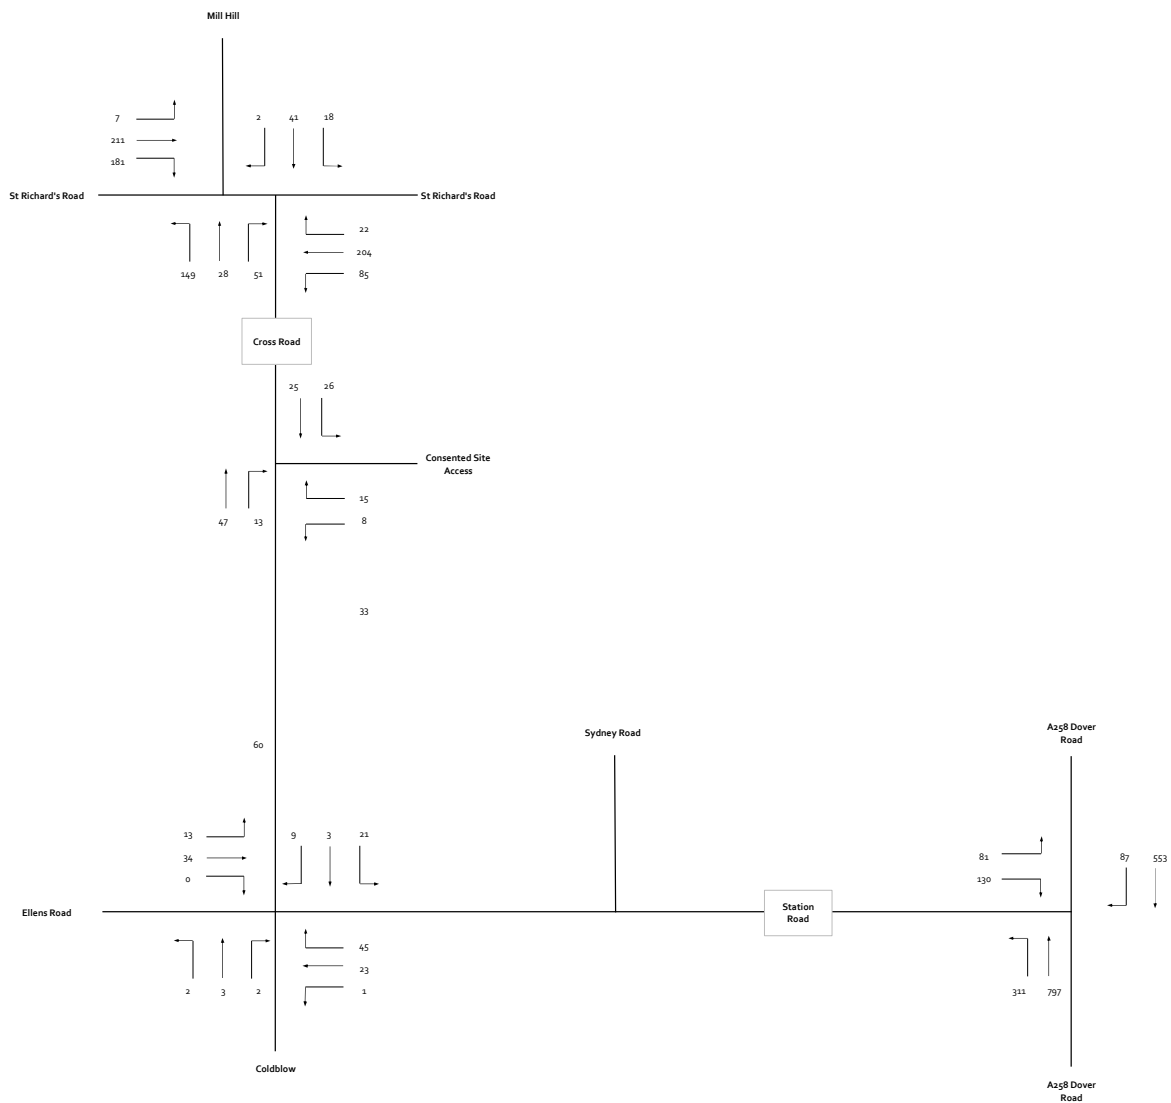 Mill Hill
7
2 41 18
211
181
St Richard's Road
St Richard's Road
22
204
149 28 51
85
Cross Road
25 26
Consented Site
Access
15
47 13
8
33
Sydney Road
A258 Dover
Road
60
13
9 3 21
34
0
81
87 553
130
Ellens Road
Station
Road
45
23
2 3 2
1
311 797
Coldblow
A258 Dover
Road